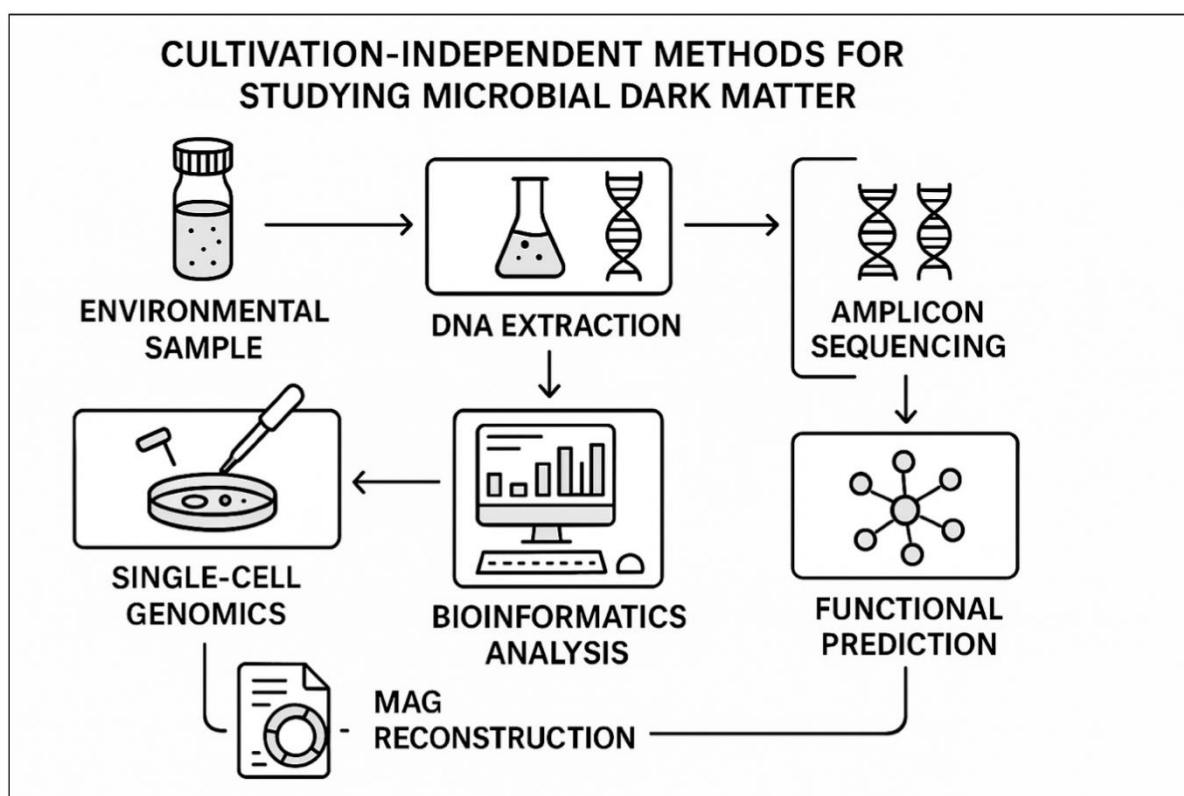 CULTIVATION-INDEPENDENT METHODS FOR
STUDYING MICROBIAL DARK MATTER
ENVIRONMENTAL
SAMPLE
DNA EXTRACTION
AMPLICON
SEQUENCING
SINGLE-CELL
GENOMICS
BIOINFORMATICS
ANALYSIS
FUNCTIONAL
PREDICTION
MAG
RECONSTRUCTION